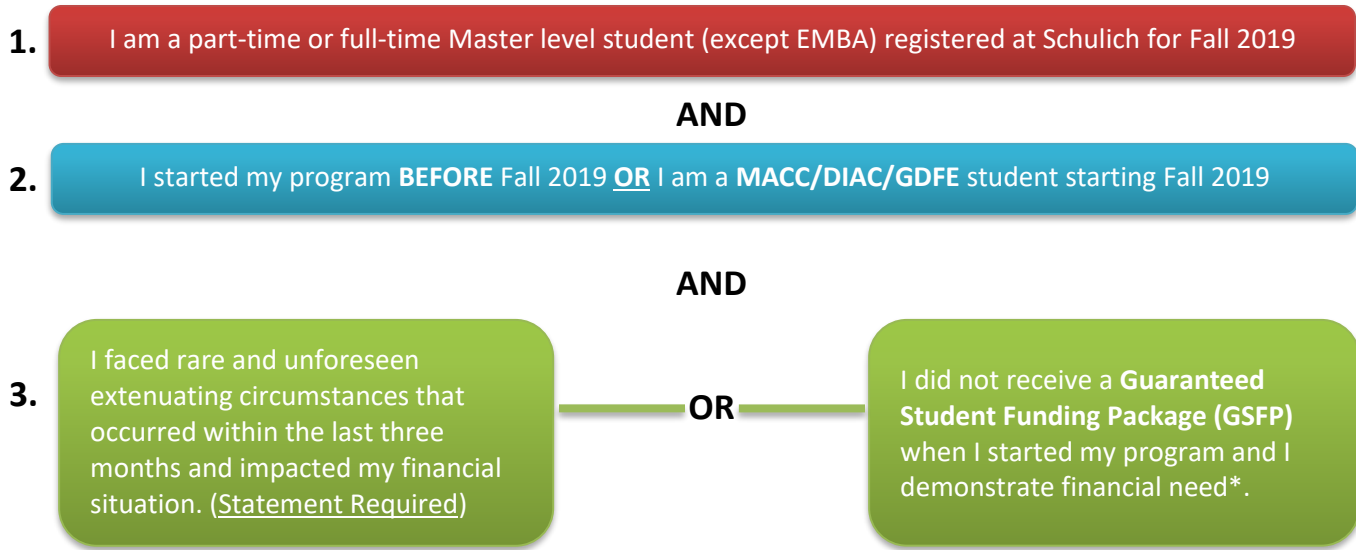 1. I am a part-time or full-time Master level student (except EMBA) registered at Schulich for Fall 2019
AND
2. I started my program BEFORE Fall 2019 OR I am a MACC/DIAC/GDFE student starting Fall 2019
AND
3.
I faced rare and unforeseen
extenuating circumstances that
occurred within the last three
months and impacted my financial
situation. (Statement Required)
OR
I did not receive a Guaranteed
Student Funding Package (GSFP)
when I started my program and I
demonstrate financial need*.